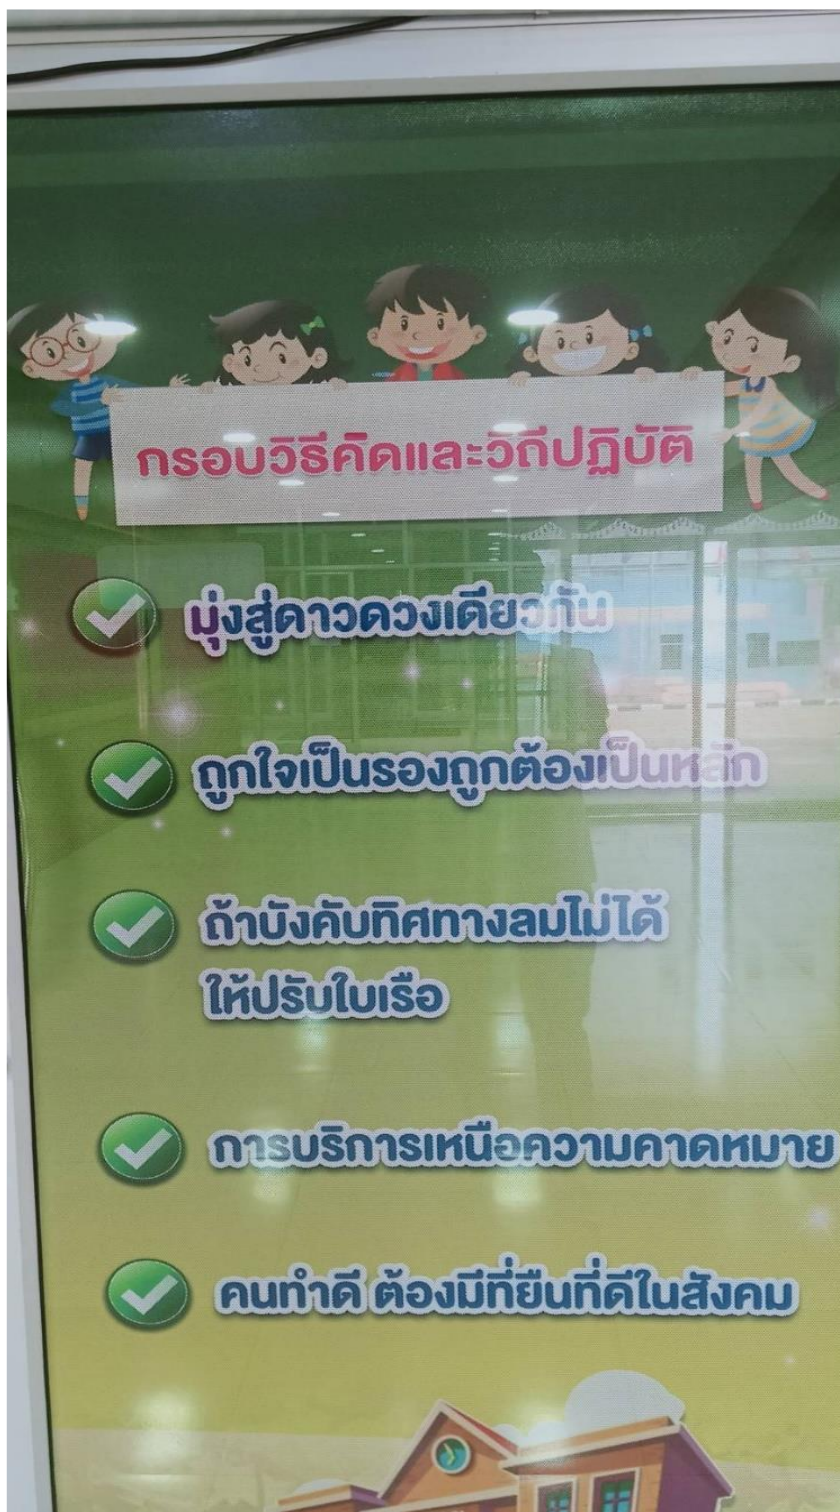 กรอบวิธีคิดและวิถีปฏิบัติ
มุ่งสู่ดาวดวงเดียวกัน
ถูกใจเป็นรองถูกต้องเป็นหลัก
ถ้าบังคับทิศทางลมไม่ได้
ให้ปรับใบเรือ
การบริการเหนือความคาดหมาย
คนทำดี ต้องมีที่ยืนที่ดีในสังคม